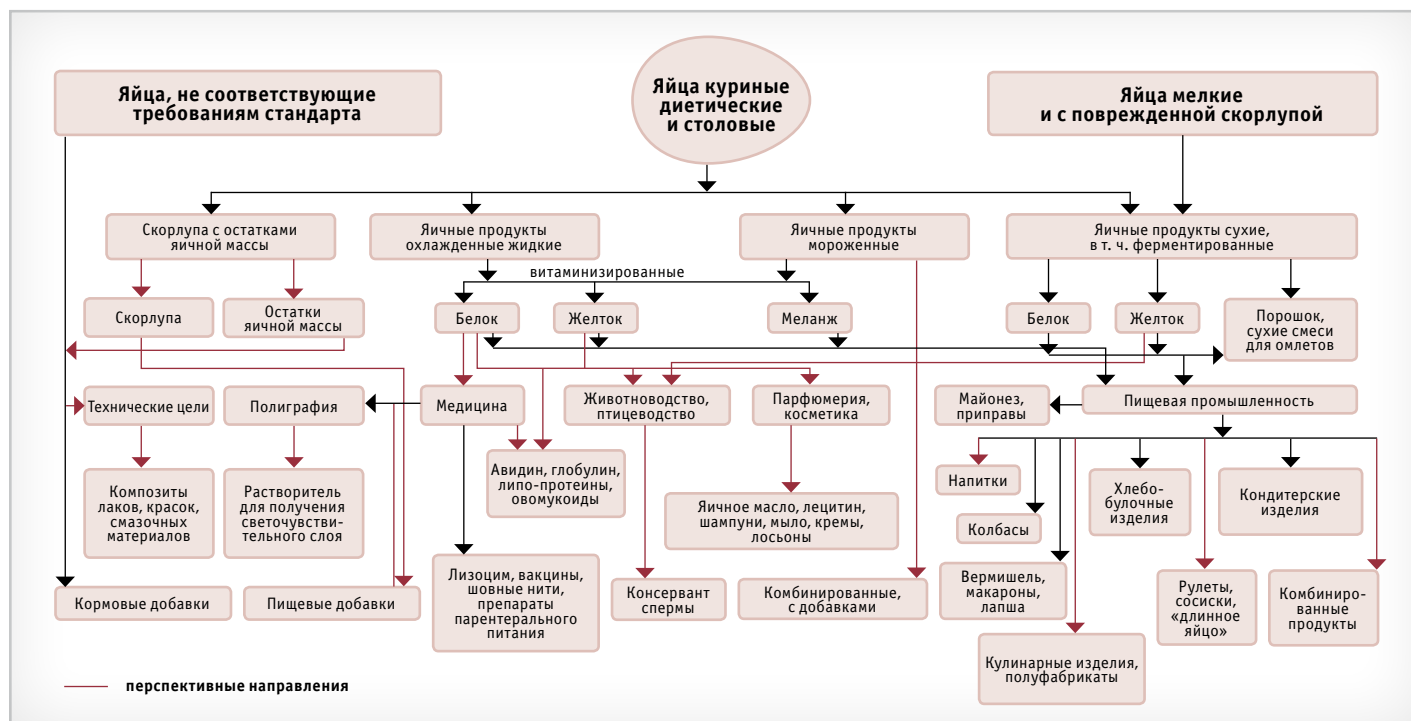 Яйца, не соответствующие
требованиям стандарта
Яйца куриные
диетические
и столовые
Яйца мелкие
и с поврежденной скорлупой
Скорлупа с остатками
яичной массы
Яичные продукты
охлажденные жидкие
Яичные продукты
мороженные
Яичные продукты сухие,
в т. ч. ферментированные
витаминизированные
Скорлупа
Остатки
яичной массы
Белок
Желток
Меланж
Белок
Желток
Порошок,
сухие смеси
для омлетов
Технические цели
Полиграфия
Медицина
Животноводство,
птицеводство
Парфюмерия,
косметика
Майонез,
приправы
Пищевая промышленность
Композиты
лаков, красок,
смазочных
материалов
Растворитель
для получения
светочувстви-
тельного слоя
Авидин, глобулин,
липо-протеины,
овомукоиды
Яичное масло, лецитин,
шампуни, мыло, кремы,
лосьоны
Напитки
Колбасы
Хлебо-
булочные
изделия
Кондитерские
изделия
Кормовые добавки
Пищевые добавки
Лизоцим, вакцины,
шовные нити,
препараты
парентерального
питания
Консервант
спермы
Комбинированные,
с добавками
Вермишель,
макароны,
лапша
Рулеты,
сосиски,
«длинное
яйцо»
Комбиниро-
ванные
продукты
Кулинарные изделия,
полуфабрикаты
перспективные направления